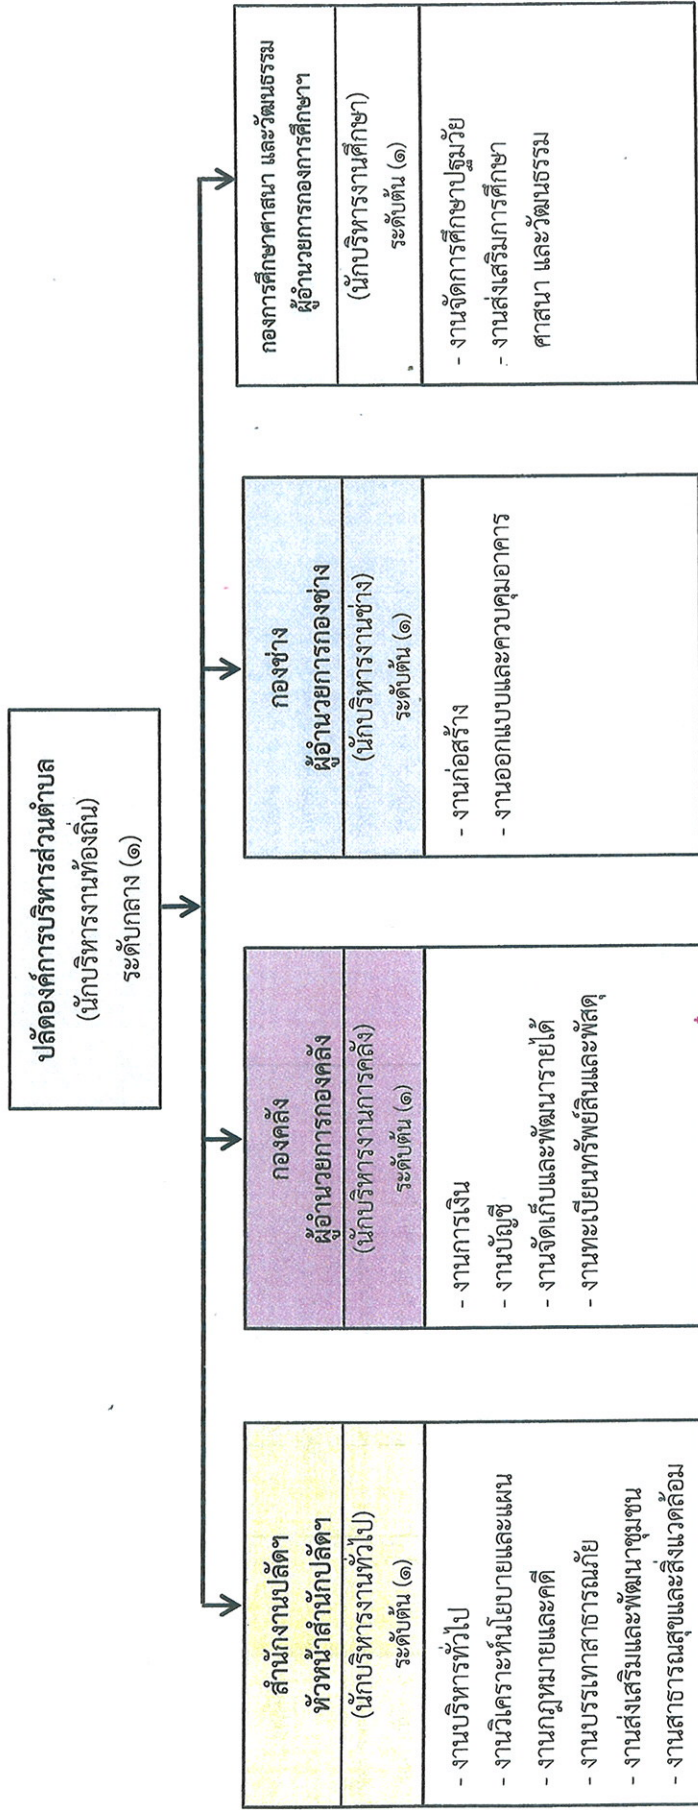 ปลัดองค์การบริหารส่วนตำบล
(นักบริหารงานท้องถิ่น)
ระดับกลาง (๑)
สำนักงานปลัดฯ
หัวหน้าสำนักปลัดฯ
(นักบริหารงานทั่วไป)
ระดับต้น (๑)
- งานบริหารทั่วไป
- งานวิเคราะห์นโยบายและแผน
- งานกฎหมายและคดี
- งานบรรเทาสาธารณภัย
- งานส่งเสริมและพัฒนาชุมชน
- งานสาธารณสุขและสิ่งแวดล้อม
กองคลัง
ผู้อำนวยการกองคลัง
(นักบริหารงานการคลัง)
ระดับต้น (๑)
- งานการเงิน
- งานบัญชี
- งานจัดเก็บและพัฒนารายได้
- งานทะเบียนทรัพย์สินและพัสดุ
กองช่าง
ผู้อำนวยการกองช่าง
(นักบริหารงานช่าง)
ระดับต้น (๑)
- งานก่อสร้าง
- งานออกแบบและควบคุมอาคาร
กองการศึกษาศาสนา และวัฒนธรรม
ผู้อำนวยการกองการศึกษาฯ
(นักบริหารงานศึกษา)
ระดับต้น (๑)
- งานจัดการศึกษาปฐมวัย
- งานส่งเสริมการศึกษา
ศาสนา และวัฒนธรรม